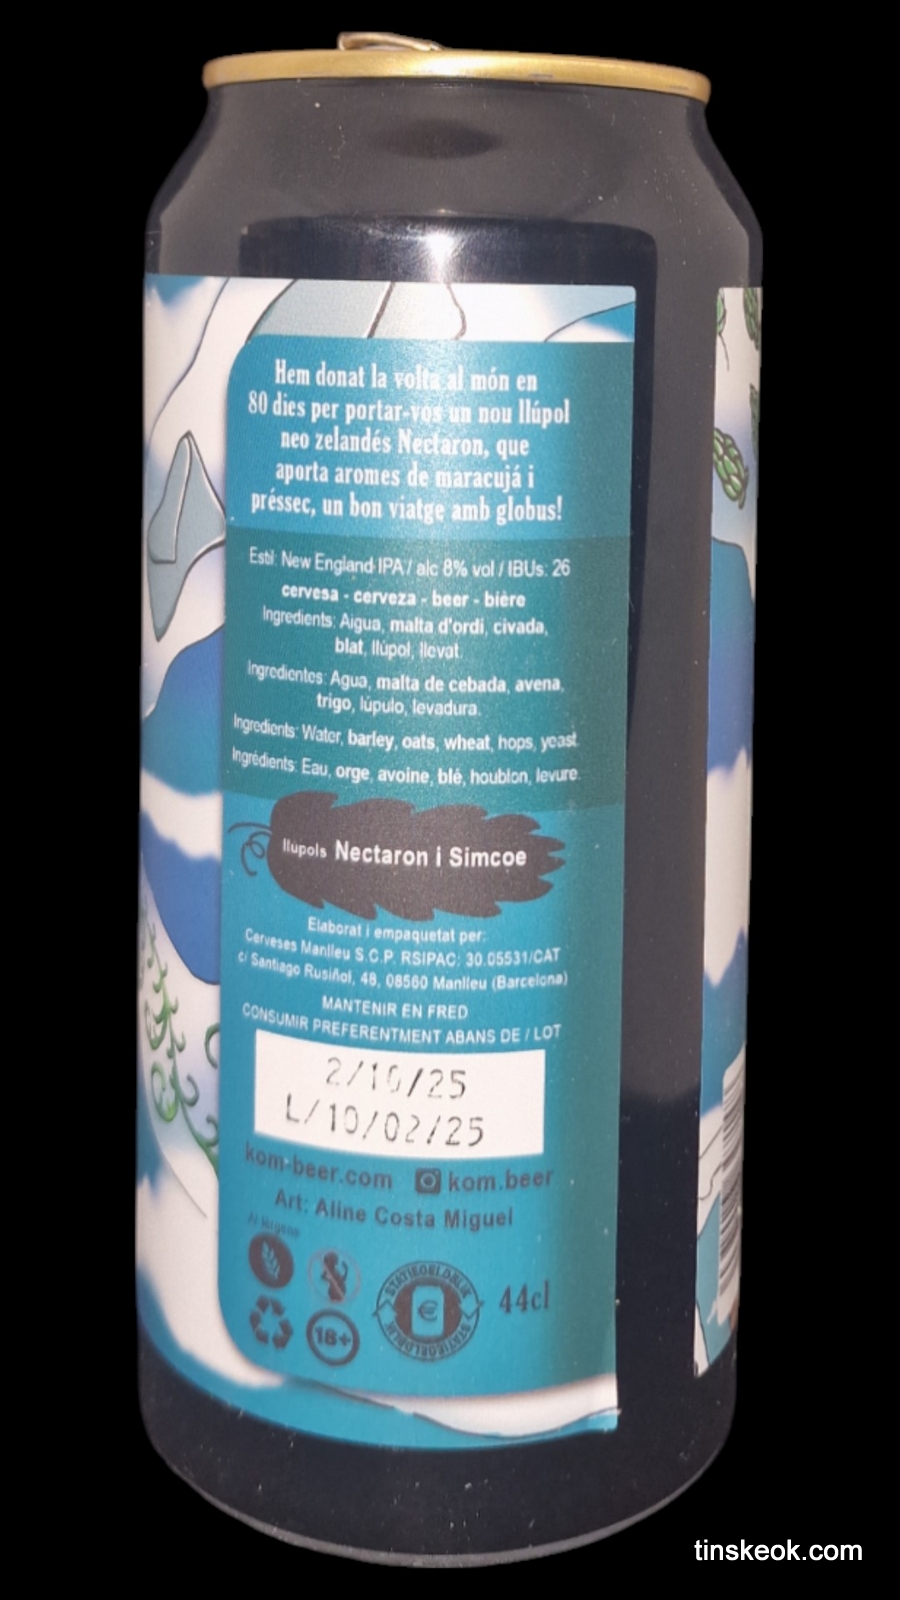 Hem donat la volta al món en
80 dies per portar-vos un nou llúpol
neo zelandés Nectaron, que
aporta aromes de maracujá i
préssec, un bon viatge amb globus!
Estil: New England IPA / alc 8% vol / IBUs: 26
cervesa - cerveza - beer - bière
Ingredients: Aigua, malta d'ordi, civada,
blat, llúpol, llevat.
Ingredientes: Agua, malta de cebada, avena,
trigo, lúpulo, levadura.
Ingredients: Water, barley, oats, wheat, hops, yeast.
Ingrédients: Eau, orge, avoine, blé, houblon, levure.
llúpols Nectaron i Simcoe
Elaborat i empaquetat per:
Cerveses Manlleu S.C.P. RSIPAC: 30.05531/CAT
c/ Santiago Rusiñol, 48, 08560 Manlleu (Barcelona)
MANTENIR EN FRED
CONSUMIR PREFERENTMENT ABANS DE / LOT
2/10/25
L/10/02/25
kom-beer.com kom.beer
Art: Aline Costa Miguel
Al·lèrgens
18+
STATIEGELDBLIK
€
STATIEGELDBLIK
44cl
tinskeok.com